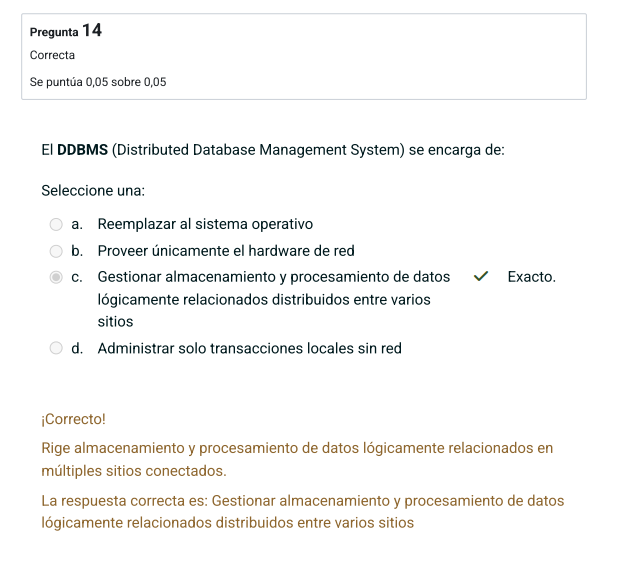 Pregunta 14
Correcta
Se puntúa 0,05 sobre 0,05
El DDBMS (Distributed Database Management System) se encarga de:
Seleccione una:
a. Reemplazar al sistema operativo
b. Proveer únicamente el hardware de red
c. Gestionar almacenamiento y procesamiento de datos Exacto.
lógicamente relacionados distribuidos entre varios
sitios
d. Administrar solo transacciones locales sin red
¡Correcto!
Rige almacenamiento y procesamiento de datos lógicamente relacionados en
múltiples sitios conectados.
La respuesta correcta es: Gestionar almacenamiento y procesamiento de datos
lógicamente relacionados distribuidos entre varios sitios